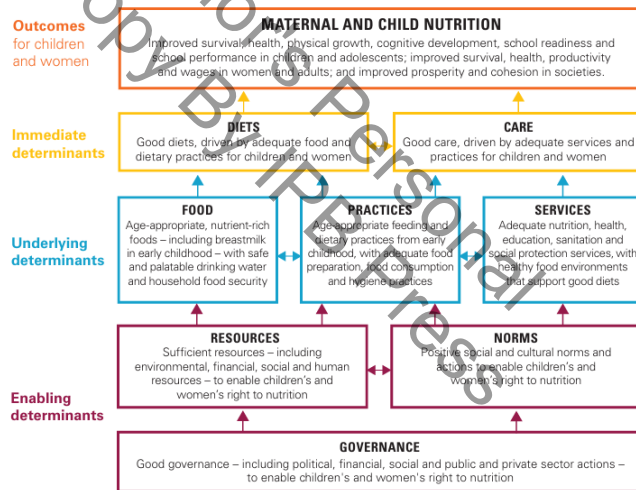 Outcomes
for children
and women
MATERNAL AND CHILD NUTRITION
Improved survival, health, physical growth, cognitive development, school readiness and
school performance in children and adolescents; improved survival, health, productivity
and wages in women and adults; and improved prosperity and cohesion in societies.
Immediate
determinants
DIETS
Good diets, driven by adequate food and
dietary practices for children and women
CARE
Good care, driven by adequate services and
practices for children and women
Underlying
determinants
FOOD
Age-appropriate, nutrient-rich
foods – including breastmilk
in early childhood – with safe
and palatable drinking water
and household food security
PRACTICES
Age-appropriate feeding and
dietary practices from early
childhood, with adequate food
preparation, food consumption
and hygiene practices
SERVICES
Adequate nutrition, health,
education, sanitation and
social protection services, with
healthy food environments
that support good diets
Enabling
determinants
RESOURCES
Sufficient resources – including
environmental, financial, social and human
resources – to enable children's and
women's right to nutrition
NORMS
Positive social and cultural norms and
actions to enable children's and
women's right to nutrition
GOVERNANCE
Good governance – including political, financial, social and public and private sector actions –
to enable children's and women's right to nutrition
Personal
Copy By IPB Press